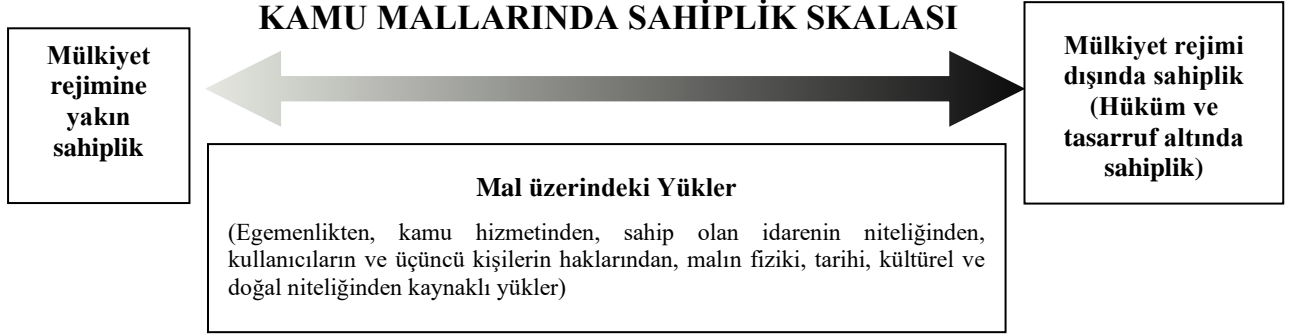 KAMU MALLARINDA SAHİPLİK SKALASI
Mülkiyet
rejimine
yakın
sahiplik
Mülkiyet rejimi
dışında sahiplik
(Hüküm ve
tasarruf altında
sahiplik)
Mal üzerindeki Yükler
(Egemenlikten, kamu hizmetinden, sahip olan idarenin niteliğinden,
kullanıcıların ve üçüncü kişilerin haklarından, malın fiziki, tarihi, kültürel ve
doğal niteliğinden kaynaklı yükler)